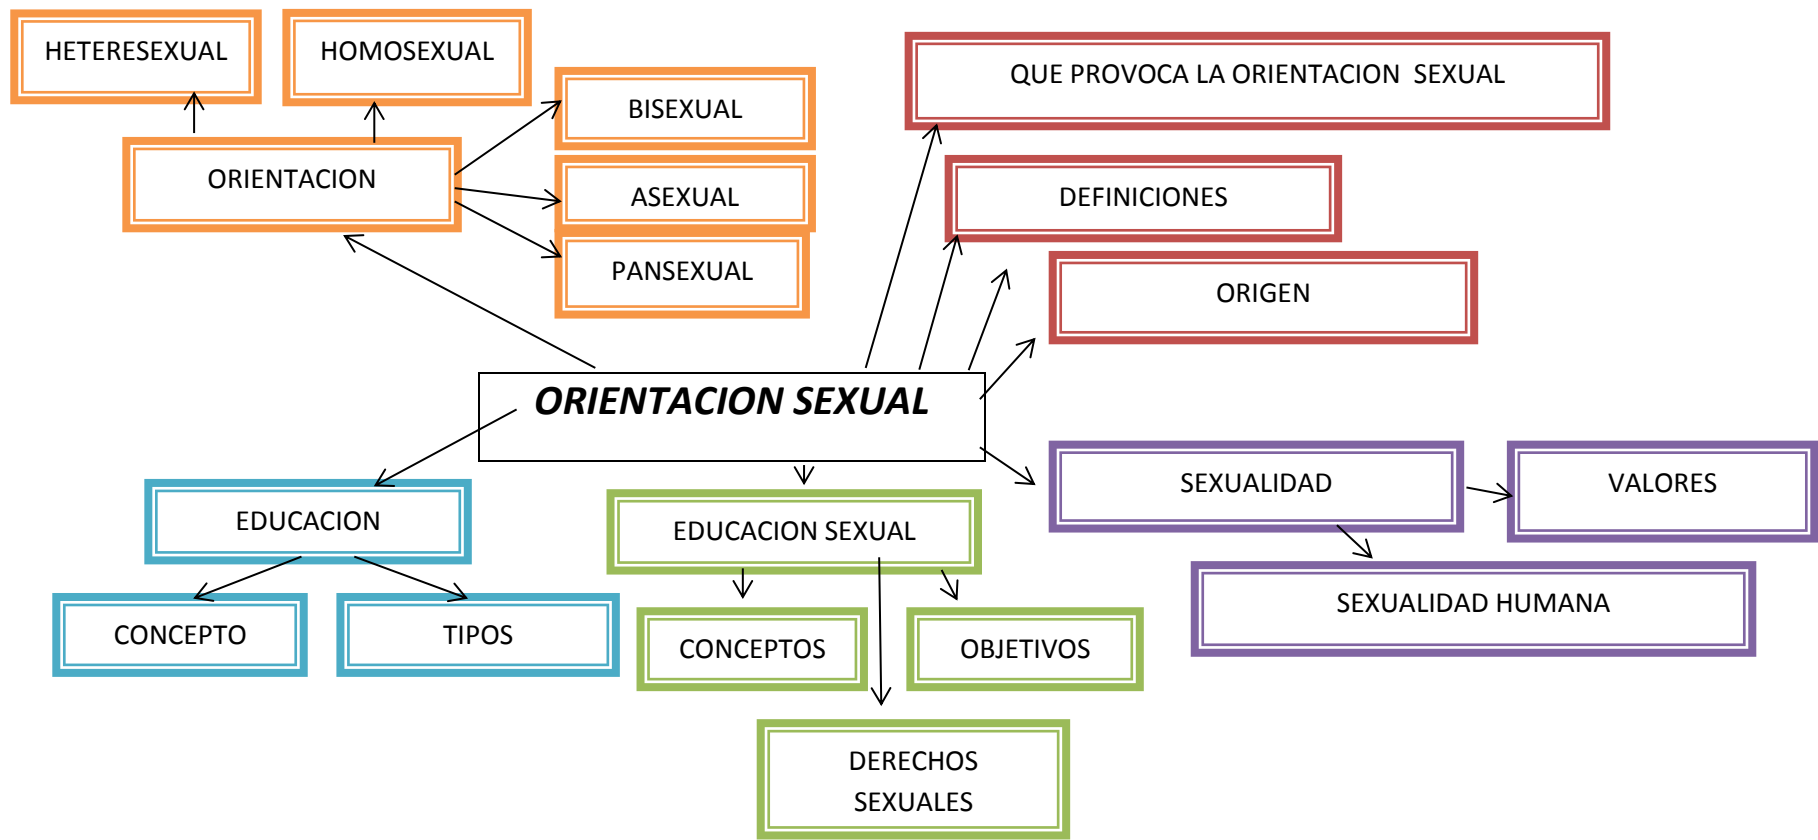 HETERESEXUAL
HOMOSEXUAL
QUE PROVOCA LA ORIENTACION SEXUAL
BISEXUAL
ORIENTACION
ASEXUAL
DEFINICIONES
PANSEXUAL
ORIGEN
ORIENTACION SEXUAL
SEXUALIDAD
VALORES
EDUCACION
EDUCACION SEXUAL
SEXUALIDAD HUMANA
CONCEPTO
TIPOS
CONCEPTOS
OBJETIVOS
DERECHOS
SEXUALES